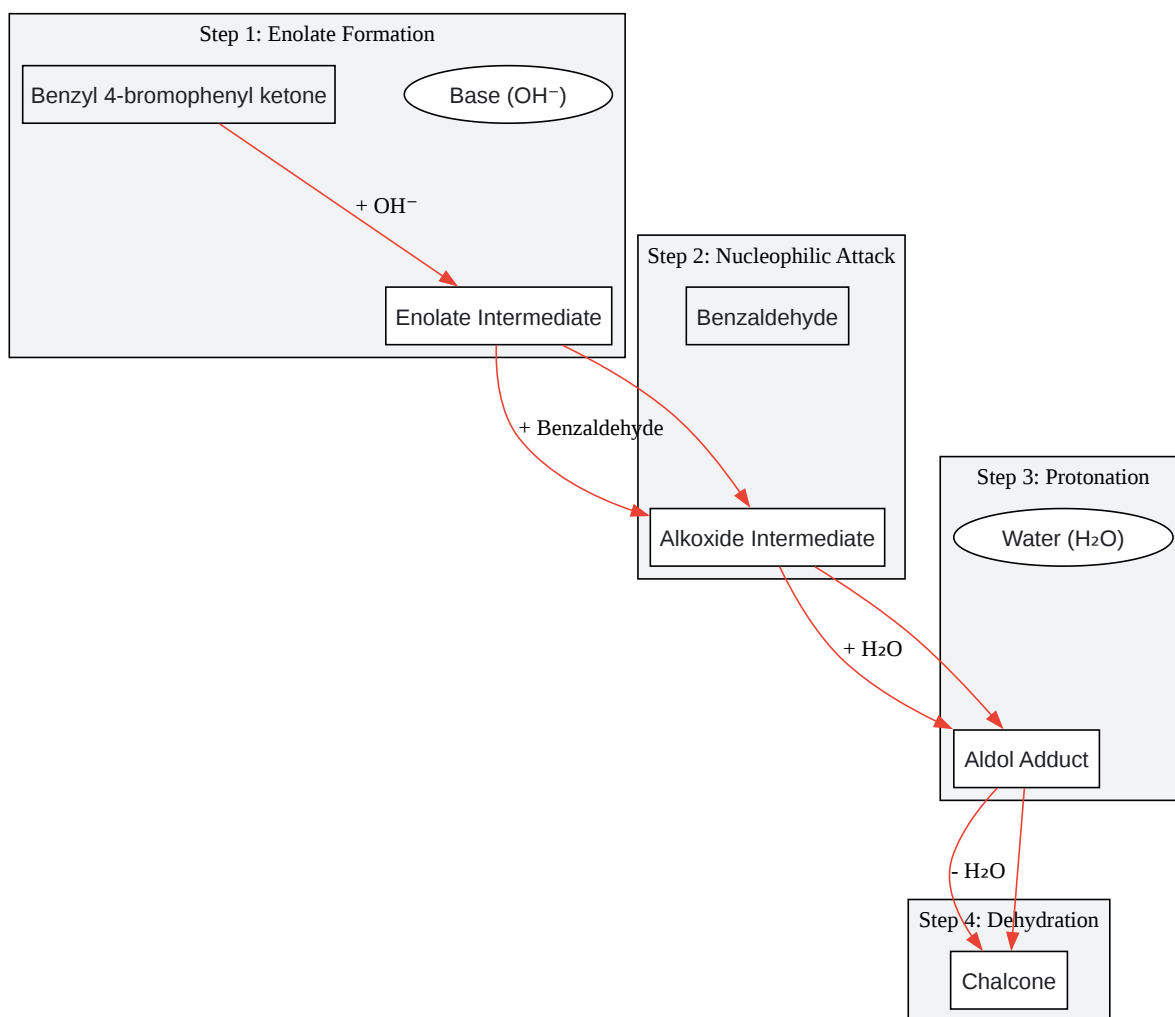 Step 1: Enolate Formation
Benzyl 4-bromophenyl ketone
Base (OH⁻)
+ OH⁻
Enolate Intermediate
Step 2: Nucleophilic Attack
Benzaldehyde
+ Benzaldehyde
Alkoxide Intermediate
Step 3: Protonation
Water (H₂O)
+ H₂O
Aldol Adduct
- H₂O
Step 4: Dehydration
Chalcone